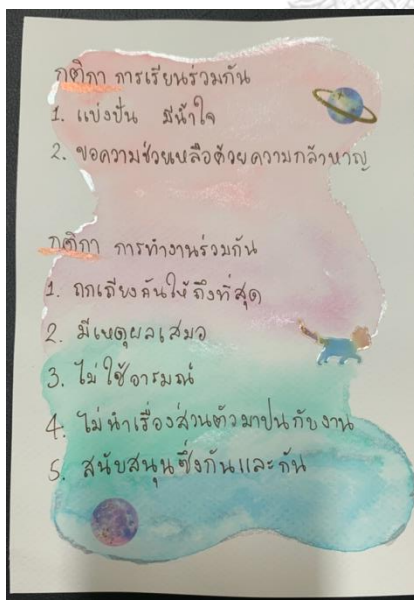 กติกา การเรียนร่วมกัน
1. แบ่งปัน มีน้ำใจ
2. ขอความช่วยเหลือด้วยความกล้าหาญ
กติกา การทำงานร่วมกัน
1. ถกเถียงกันให้ถึงที่สุด
2. มีเหตุผลเสมอ
3. ไม่ใช้อารมณ์
4. ไม่นำเรื่องส่วนตัวมาปนกับงาน
5. สนับสนุนซึ่งกันและกัน